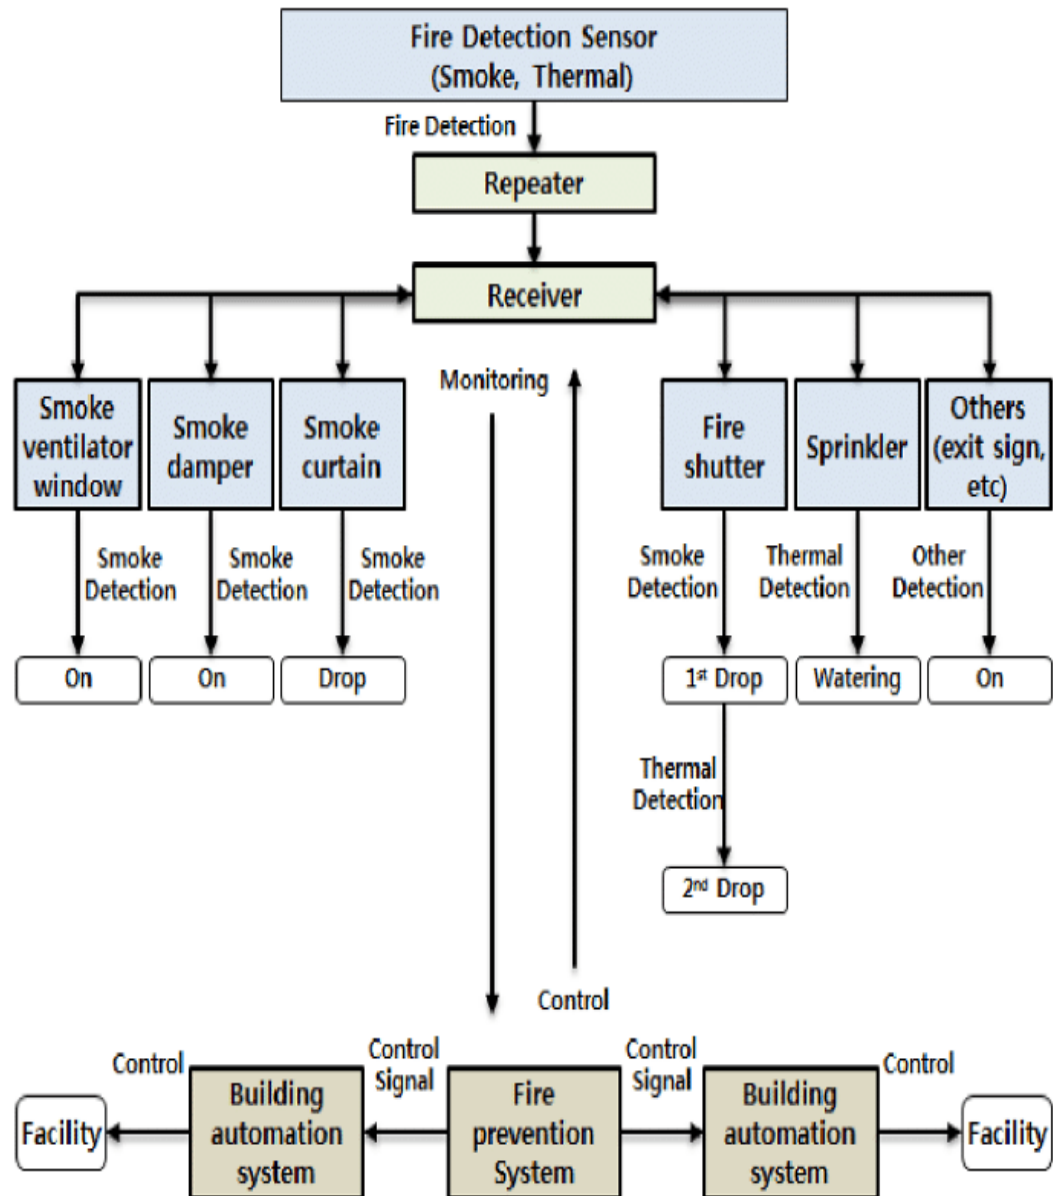 Fire Detection Sensor
(Smoke, Thermal)
Fire Detection
Repeater
Receiver
Monitoring
Smoke
ventilator
window
Smoke
damper
Smoke
curtain
Fire
shutter
Sprinkler
Others
(exit sign,
etc)
Smoke
Detection
Smoke
Detection
Smoke
Detection
Smoke
Detection
Thermal
Detection
Other
Detection
On
On
Drop
1st Drop
Watering
On
Thermal
Detection
2nd Drop
Control
Control
Control
Signal
Control
Signal
Control
Facility
Building
automation
system
Fire
prevention
System
Building
automation
system
Facility